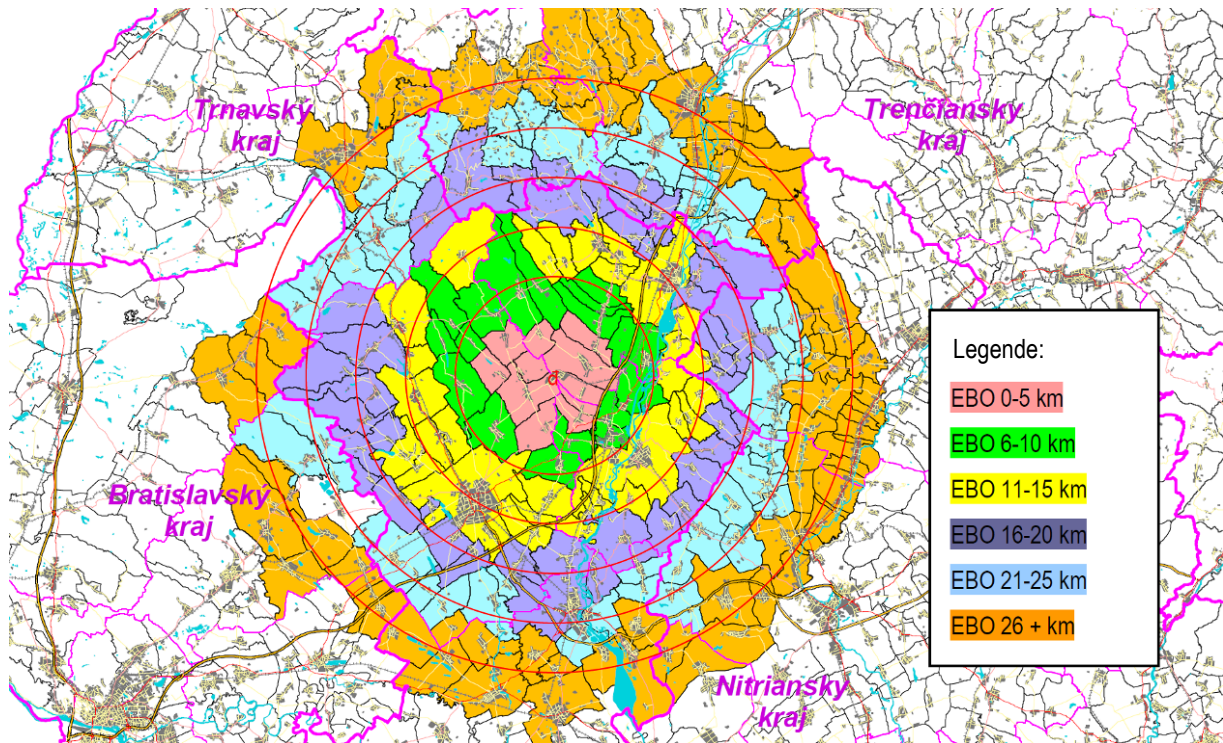 Trnavský
kraj
Trenčiansky
kraj
Legende:
EBO 0-5 km
EBO 6-10 km
EBO 11-15 km
EBO 16-20 km
EBO 21-25 km
EBO 26 + km
Bratislavský
kraj
Nitriansky
kraj